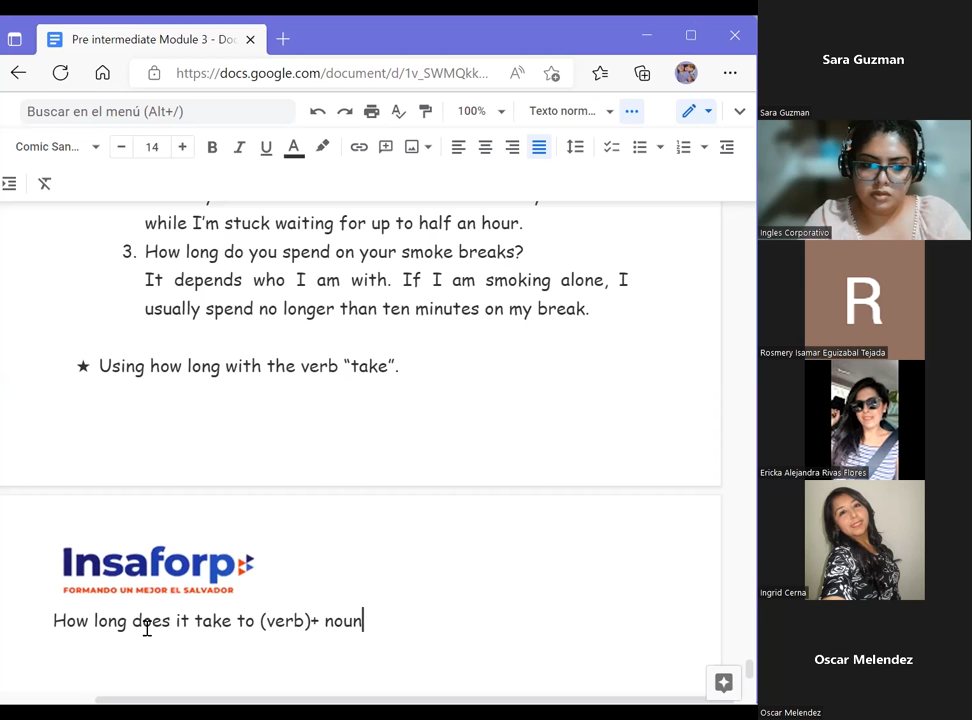 Pre intermediate Module 3 - Doc
https://docs.google.com/document/d/1v_SWMQkk...
Buscar en el menú (Alt+/)
100%
Texto norm...
Comic San...
14
while I'm stuck waiting for up to half an hour.
3. How long do you spend on your smoke breaks?
It depends who I am with. If I am smoking alone, I
usually spend no longer than ten minutes on my break.
★ Using how long with the verb “take”.
Insaforp
FORMANDO UN MEJOR EL SALVADOR
How long does it take to (verb)+ noun
Sara Guzman
Sara Guzman
Ingles Corporativo
R
Rosmery Isamar Eguizabal Tejada
Ericka Alejandra Rivas Flores
Ingrid Cerna
Oscar Melendez
Oscar Melendez